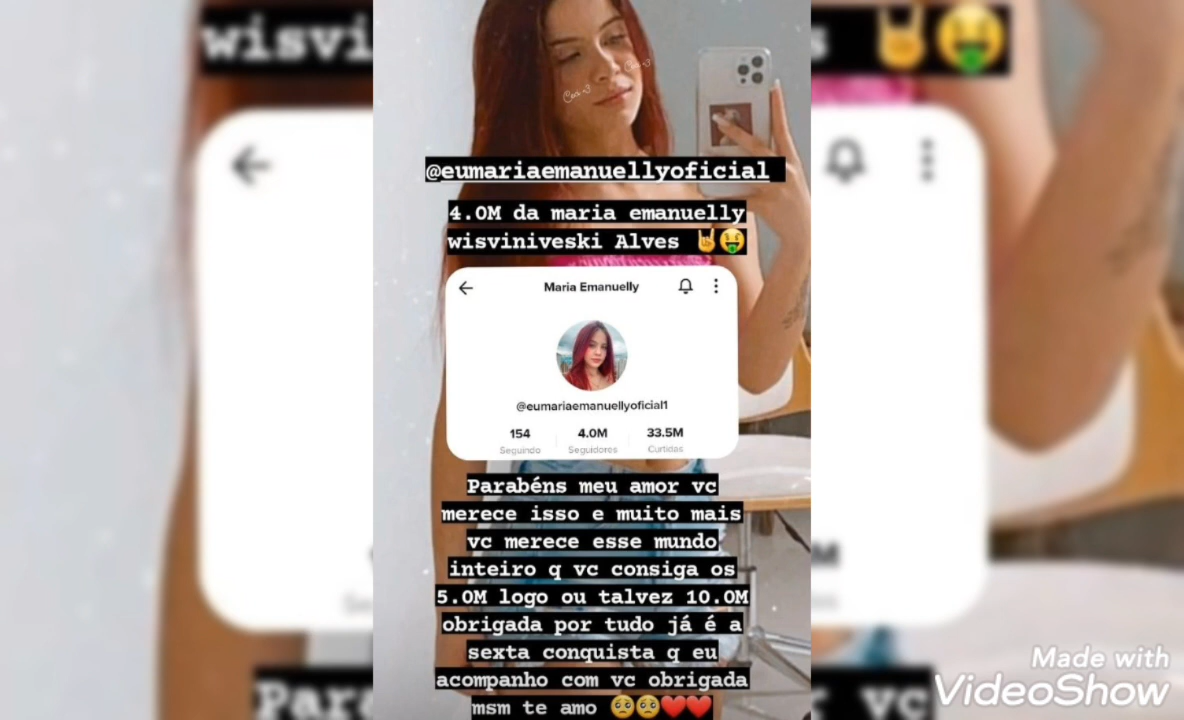 wisvi
@eumariaemanuellyoficial
4.0M da maria emanuelly
wisviniveski Alves 🤘🤑
Maria Emanuelly
@eumariaemanuellyoficial1
154 4.0M 33.5M
Seguindo Seguidores Curtidas
Parabéns meu amor vc
merece isso e muito mais
vc merece esse mundo
inteiro q vc consiga os
5.0M logo ou talvez 10.0M
obrigada por tudo já é a
sexta conquista q eu
acompanho com vc obrigada
msm te amo 🥺🥺❤️❤️
vc
Made with
VideoShow